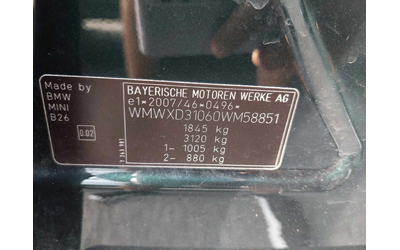 Made by
BMW
MINI
B26
0.02
BAYERISCHE MOTOREN WERKE AG
e1*2007/46*0496*
WMWXD31060WM58851
1845 kg
3120 kg
1- 1005 kg
2- 880 kg